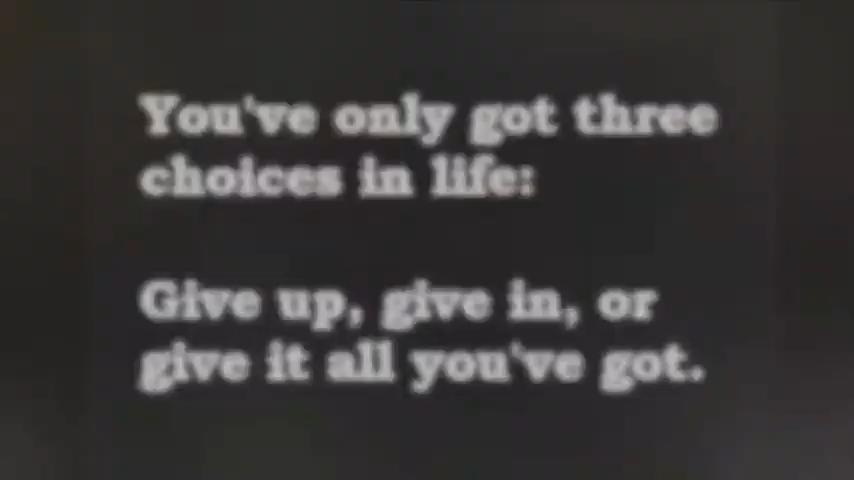 You've only got three
choices in life:
Give up, give in, or
give it all you've got.